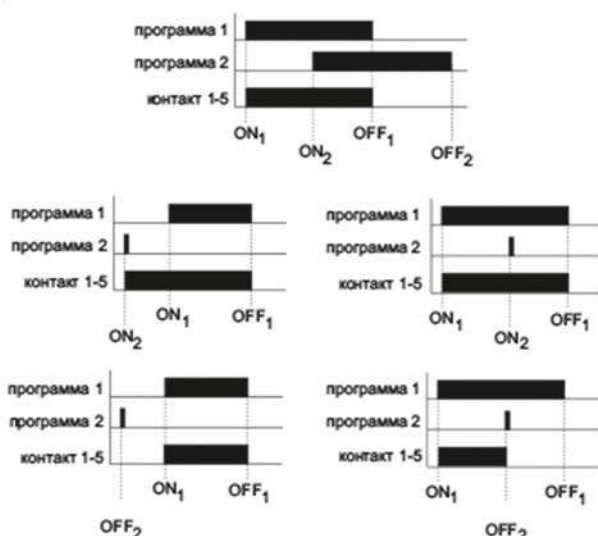 программа 1
программа 2
контакт 1-5
ON1 ON2 OFF1 OFF2
программа 1
программа 2
контакт 1-5
ON2 ON1 OFF1
программа 1
программа 2
контакт 1-5
ON1 ON2 OFF1
программа 1
программа 2
контакт 1-5
OFF2 ON1 OFF1
программа 1
программа 2
контакт 1-5
ON1 OFF2 OFF1